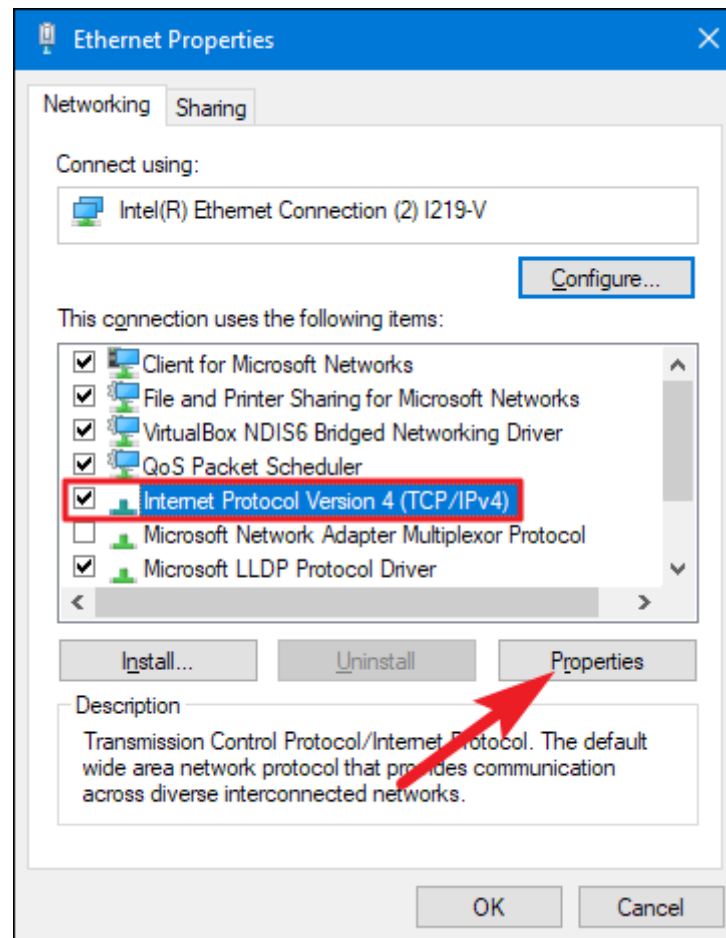 Ethernet Properties
Networking
Sharing
Connect using:
Intel(R) Ethernet Connection (2) I219-V
Configure...
This connection uses the following items:
Client for Microsoft Networks
File and Printer Sharing for Microsoft Networks
VirtualBox NDIS6 Bridged Networking Driver
QoS Packet Scheduler
Internet Protocol Version 4 (TCP/IPv4)
Microsoft Network Adapter Multiplexor Protocol
Microsoft LLDP Protocol Driver
Install...
Uninstall
Properties
Description
Transmission Control Protocol/Internet Protocol. The default
wide area network protocol that provides communication
across diverse interconnected networks.
OK
Cancel